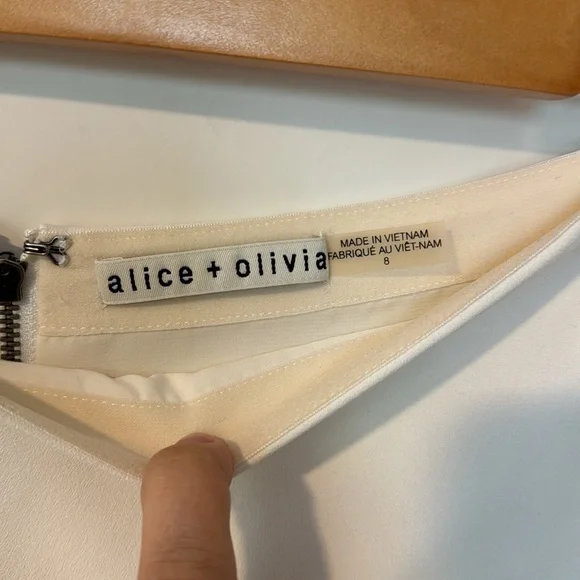 alice + olivia
MADE IN VIETNAM
FABRIQUÉ AU VIÊT-NAM
8